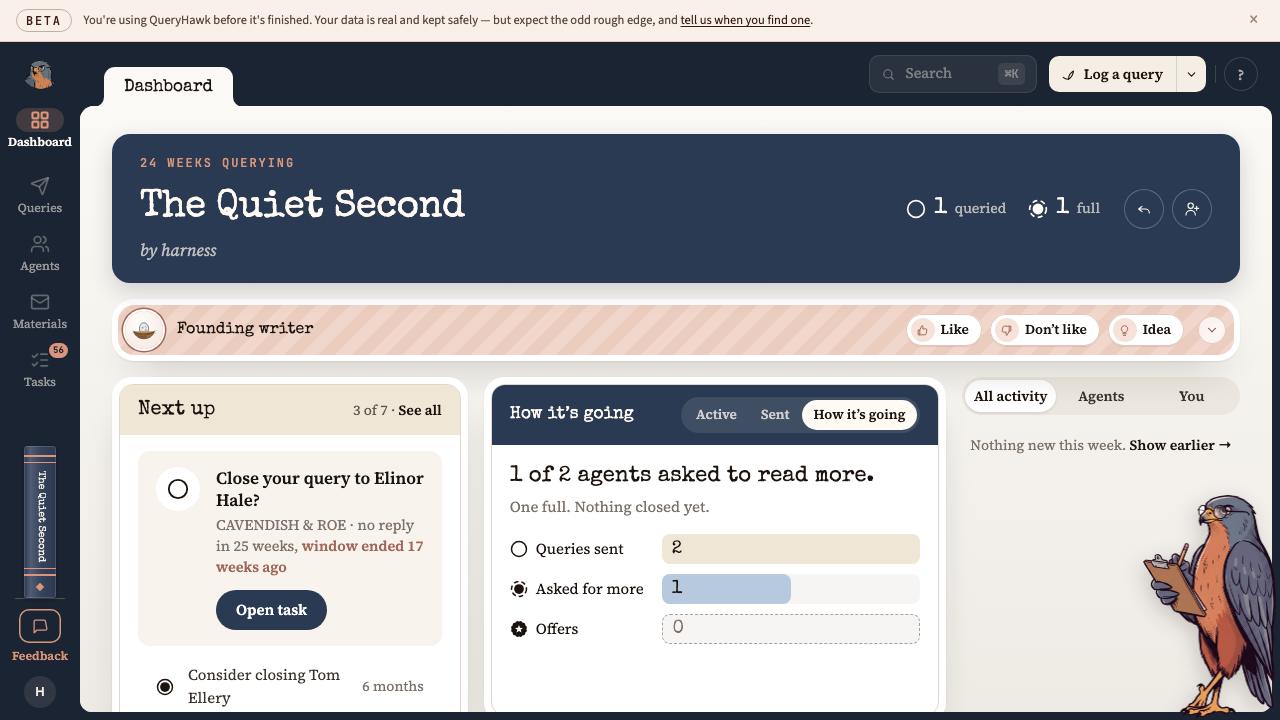 BETA
You're using QueryHawk before it's finished. Your data is real and kept safely — but expect the odd rough edge, and tell us when you find one.
×
Dashboard
Search
⌘K
Log a query
?
Dashboard
Queries
Agents
Materials
56
Tasks
The Quiet Second
Feedback
H
24 WEEKS QUERYING
The Quiet Second
by harness
1 queried
1 full
Founding writer
Like
Don't like
Idea
Next up
3 of 7 · See all
Close your query to Elinor
Hale?
CAVENDISH & ROE · no reply
in 25 weeks, window ended 17
weeks ago
Open task
Consider closing Tom
Ellery
6 months
How it's going
Active
Sent
How it's going
1 of 2 agents asked to read more.
One full. Nothing closed yet.
Queries sent
2
Asked for more
1
Offers
0
All activity
Agents
You
Nothing new this week. Show earlier →